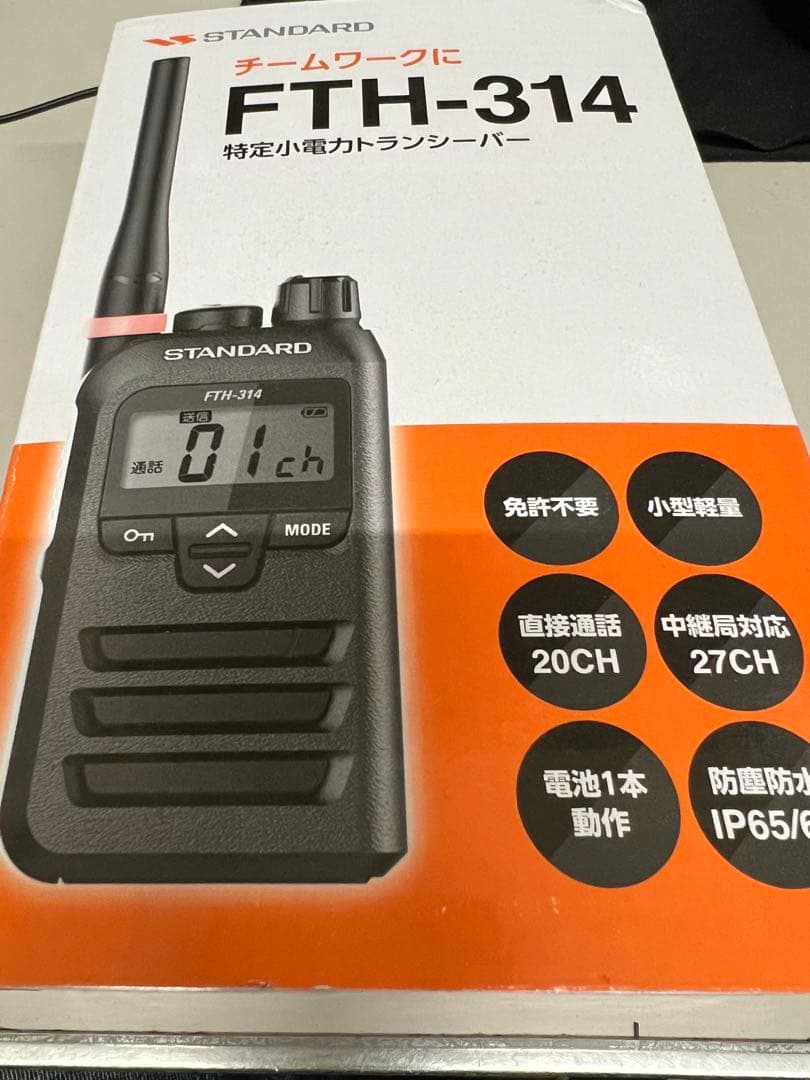 STANDARD
チームワークに
FTH-314
特定小電力トランシーバー
STANDARD
FTH-314
送信
通話 01ch
MODE
免許不要
小型軽量
直接通話
20CH
中継局対応
27CH
電池1本
動作
防塵防水
IP65/6